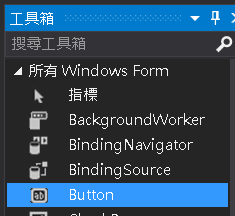 工具箱
搜尋工具箱
所有 Windows Form
指標
BackgroundWorker
BindingNavigator
BindingSource
Button